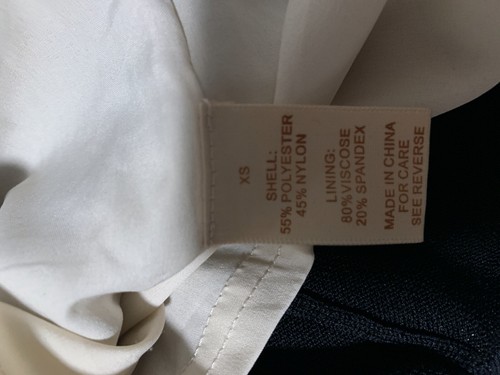 XS
SHELL:
55% POLYESTER
45% NYLON
LINING:
80%VISCOSE
20% SPANDEX
MADE IN CHINA
FOR CARE
SEE REVERSE